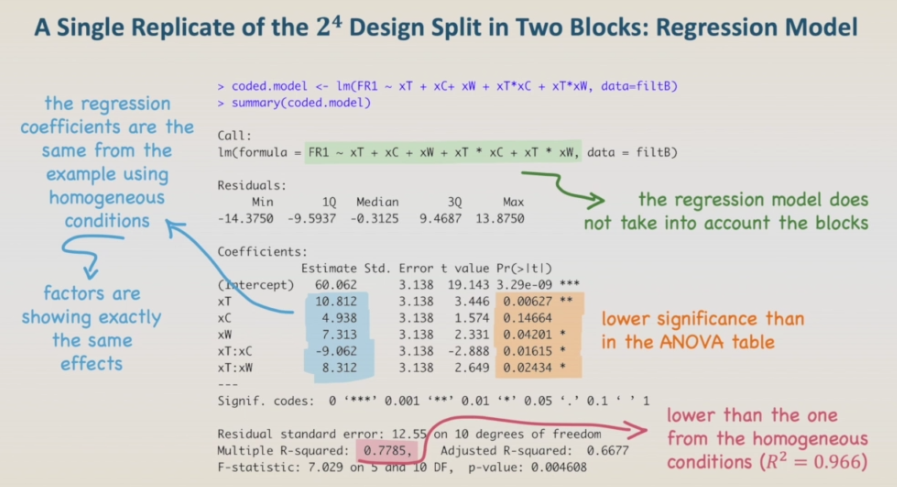 A Single Replicate of the 2⁴ Design Split in Two Blocks: Regression Model
> coded.model <- lm(FR1 ~ xT + xC+ xW + xT*xC + xT*xW, data=filtB)
> summary(coded.model)
Call:
lm(formula = FR1 ~ xT + xC + xW + xT * xC + xT * xW, data = filtB)
Residuals:
Min 1Q Median 3Q Max
-14.3750 -9.5937 -0.3125 9.4687 13.8750
Coefficients:
Estimate Std. Error t value Pr(>|t|)
(Intercept) 60.062 3.138 19.143 3.29e-09 ***
xT 10.812 3.138 3.446 0.00627 **
xC 4.938 3.138 1.574 0.14664
xW 7.313 3.138 2.331 0.04201 *
xT:xC -9.062 3.138 -2.888 0.01615 *
xT:xW 8.312 3.138 2.649 0.02434 *
---
Signif. codes: 0 ‘***’ 0.001 ‘**’ 0.01 ‘*’ 0.05 ‘.’ 0.1 ‘ ’ 1
Residual standard error: 12.55 on 10 degrees of freedom
Multiple R-squared: 0.7785, Adjusted R-squared: 0.6677
F-statistic: 7.029 on 5 and 10 DF, p-value: 0.004608
the regression
coefficients are the
same from the
example using
homogeneous
conditions
factors are
showing exactly
the same
effects
the regression model does
not take into account the blocks
lower significance than
in the ANOVA table
lower than the one
from the homogeneous
conditions (R² = 0.966)